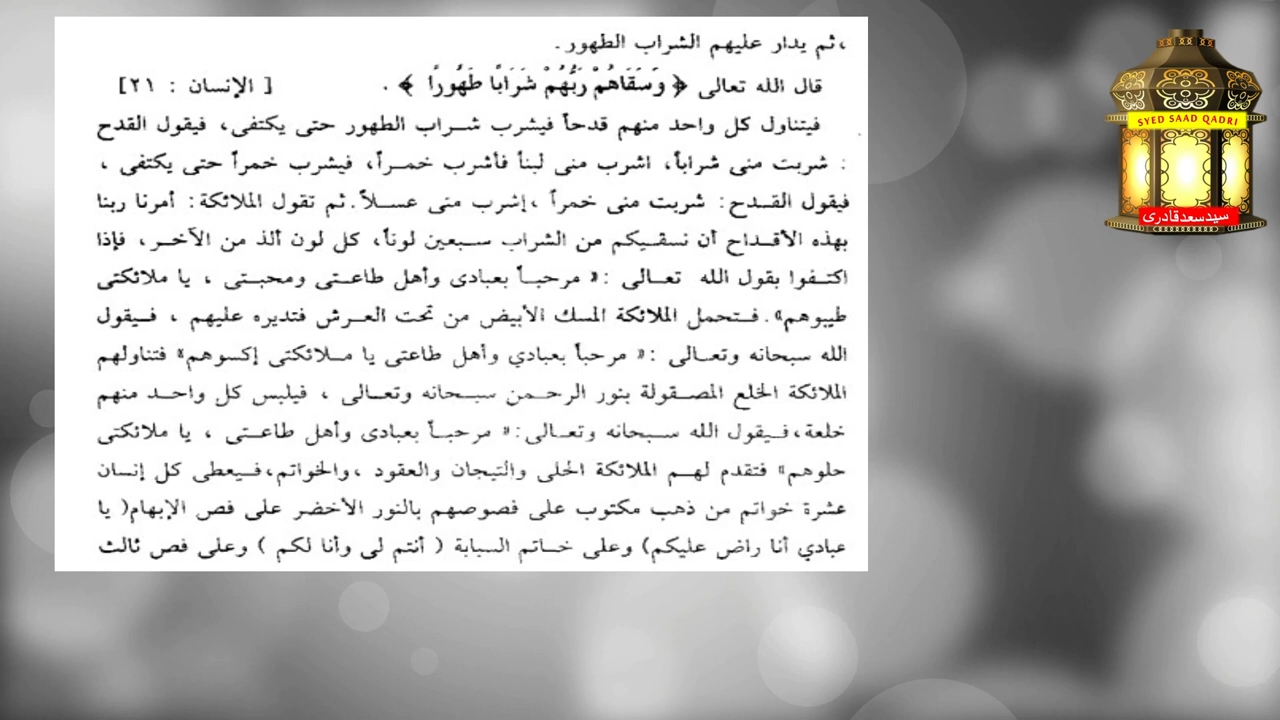 ،ثم يدار عليهم الشراب الطهور.
قال الله تعالى ﴿ وَسَقَاهُمْ رَبُّهُمْ شَرَابًا طَهُورًا ﴾ . [ الإنسان : ٢١]
فيتناول كل واحد منهم قدحاً فيشرب شراب الطهور حتى يكتفى، فيقول القدح
: شربت منى شراباً، اشرب منى لبناً فأشرب خمراً، فيشرب خمراً حتى يكتفى ،
فيقول القدح: شربت منى خمراً ،إشرب منى عسلاً. ثم تقول الملائكة: أمرنا ربنا
بهذه الأقداح أن نسقيكم من الشراب سبعين لوناً، كل لون ألذ من الآخر، فإذا
اكتفوا بقول الله تعالى :« مرحباً بعبادى وأهل طاعتى ومحبتى ، يا ملائكتى
طيبوهم». فتحمل الملائكة المسك الأبيض من تحت العرش فتديره عليهم ، فيقول
الله سبحانه وتعالى :« مرحباً بعبادي وأهل طاعتى يا ملائكتى إكسوهم» فتناولهم
الملائكة الخلع المصقولة بنور الرحمن سبحانه وتعالى ، فيلبس كل واحد منهم
خلعة،فيقول الله سبحانه وتعالى:« مرحباً بعبادى وأهل طاعتى ، يا ملائكتى
حلوهم» فتقدم لهم الملائكة الحلى والتيجان والعقود ،والخواتم،فيعطى كل إنسان
عشرة خواتم من ذهب مكتوب على فصوصهم بالنور الأخضر على فص الإبهام( يا
عبادي أنا راض عليكم) وعلى خاتم السبابة ( أنتم لى وأنا لكم ) وعلى فص ثالث
SYED SAAD QADRI
سیدسعدقادری